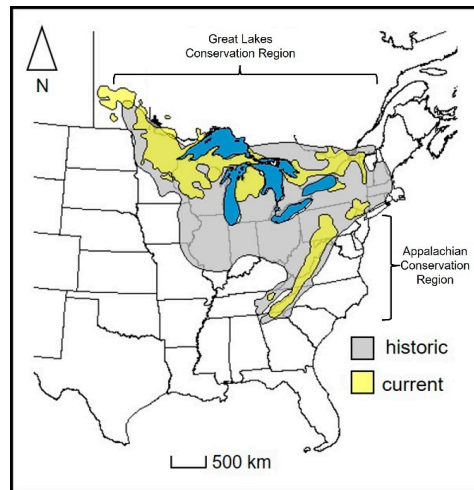 Great Lakes
Conservation Region
N
Appalachian
Conservation
Region
historic
current
500 km